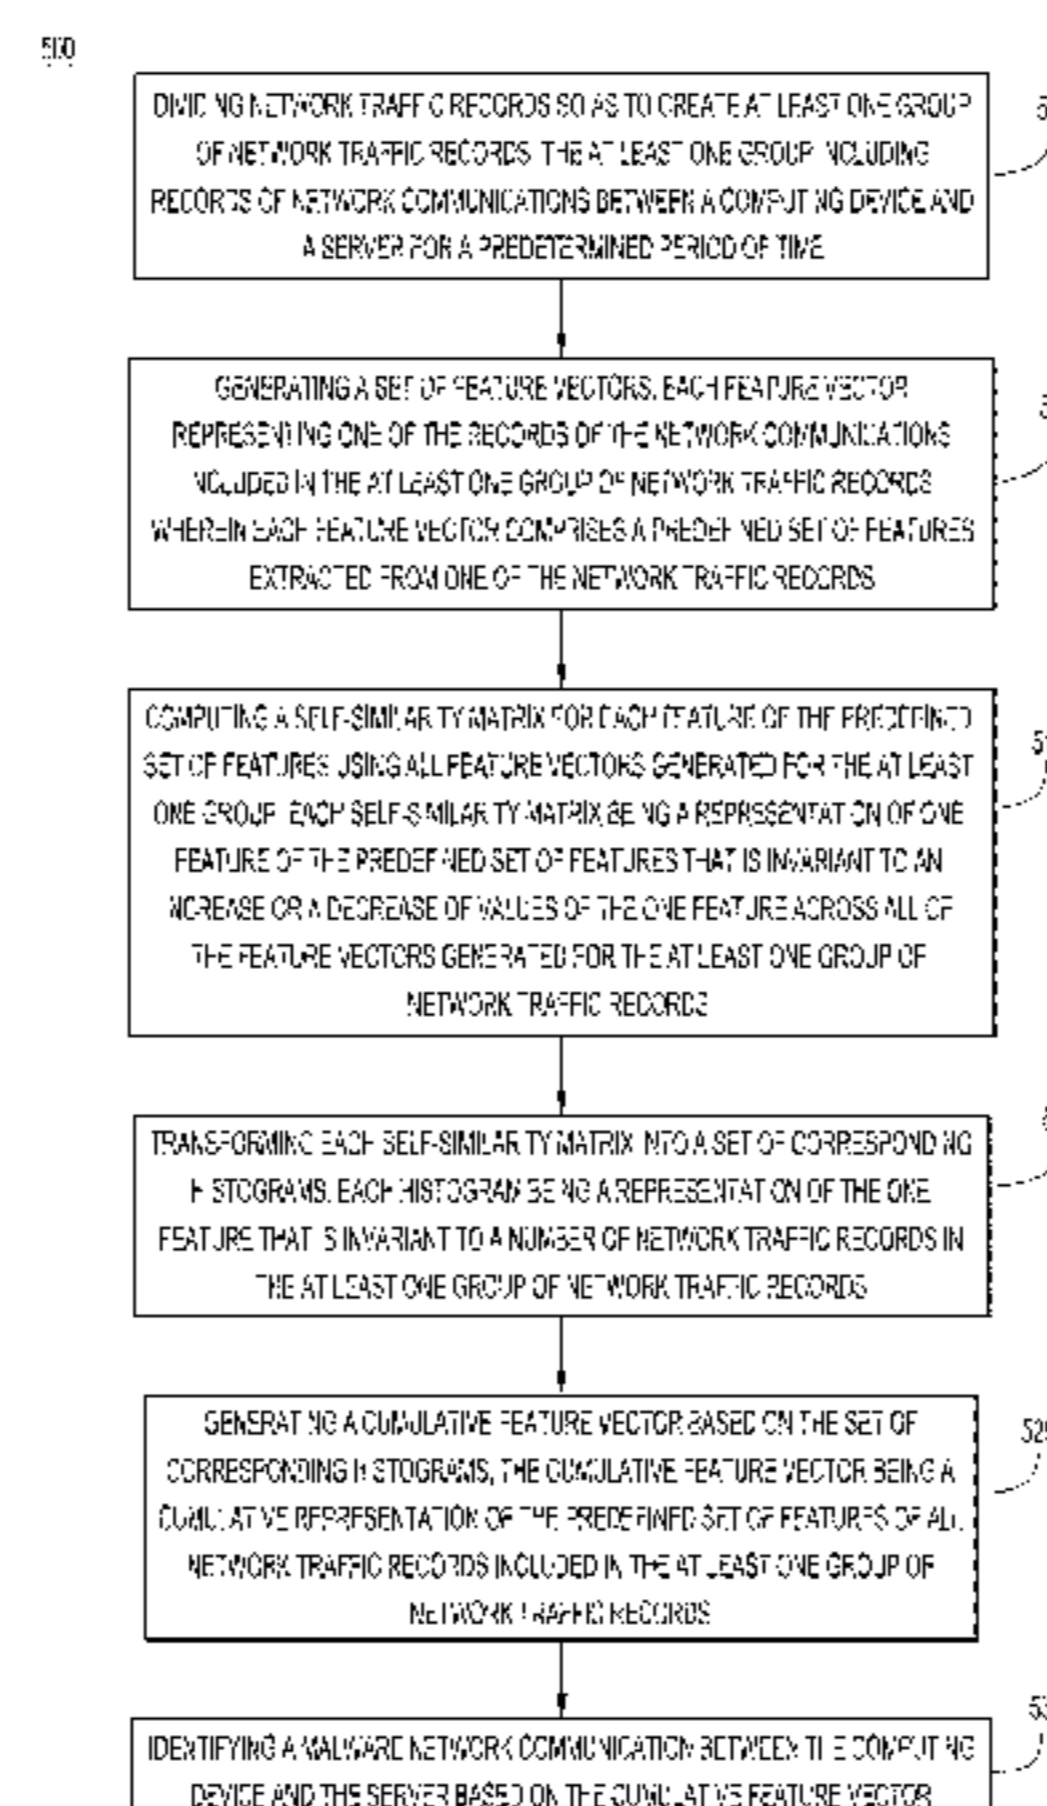 500
DIVIDING NETWORK TRAFFIC RECORDS SO AS TO CREATE AT LEAST ONE GROUP
OF NETWORK TRAFFIC RECORDS, THE AT LEAST ONE GROUP INCLUDING
RECORDS OF NETWORK COMMUNICATIONS BETWEEN A COMPUTING DEVICE AND
A SERVER FOR A PREDETERMINED PERIOD OF TIME
GENERATING A SET OF FEATURE VECTORS, EACH FEATURE VECTOR
REPRESENTING ONE OF THE RECORDS OF THE NETWORK COMMUNICATIONS
INCLUDED IN THE AT LEAST ONE GROUP OF NETWORK TRAFFIC RECORDS
WHEREIN EACH FEATURE VECTOR COMPRISES A PREDEFINED SET OF FEATURES
EXTRACTED FROM ONE OF THE NETWORK TRAFFIC RECORDS
COMPUTING A SELF-SIMILARITY MATRIX FOR EACH FEATURE OF THE PREDEFINED
SET OF FEATURES USING ALL FEATURE VECTORS GENERATED FOR THE AT LEAST
ONE GROUP, EACH SELF-SIMILARITY MATRIX BEING A REPRESENTATION OF ONE
FEATURE OF THE PREDEFINED SET OF FEATURES THAT IS INVARIANT TO AN
INCREASE OR A DECREASE OF VALUES OF THE ONE FEATURE ACROSS ALL OF
THE FEATURE VECTORS GENERATED FOR THE AT LEAST ONE GROUP OF
NETWORK TRAFFIC RECORDS
TRANSFORMING EACH SELF-SIMILARITY MATRIX INTO A SET OF CORRESPONDING
HISTOGRAMS, EACH HISTOGRAM BEING A REPRESENTATION OF THE ONE
FEATURE THAT IS INVARIANT TO A NUMBER OF NETWORK TRAFFIC RECORDS IN
THE AT LEAST ONE GROUP OF NETWORK TRAFFIC RECORDS
GENERATING A CUMULATIVE FEATURE VECTOR BASED ON THE SET OF
CORRESPONDING HISTOGRAMS, THE CUMULATIVE FEATURE VECTOR BEING A
CUMULATIVE REPRESENTATION OF THE PREDEFINED SET OF FEATURES OF ALL
NETWORK TRAFFIC RECORDS INCLUDED IN THE AT LEAST ONE GROUP OF
NETWORK TRAFFIC RECORDS
IDENTIFYING A MALWARE NETWORK COMMUNICATION BETWEEN THE COMPUTING
DEVICE AND THE SERVER BASED ON THE CUMULATIVE FEATURE VECTOR